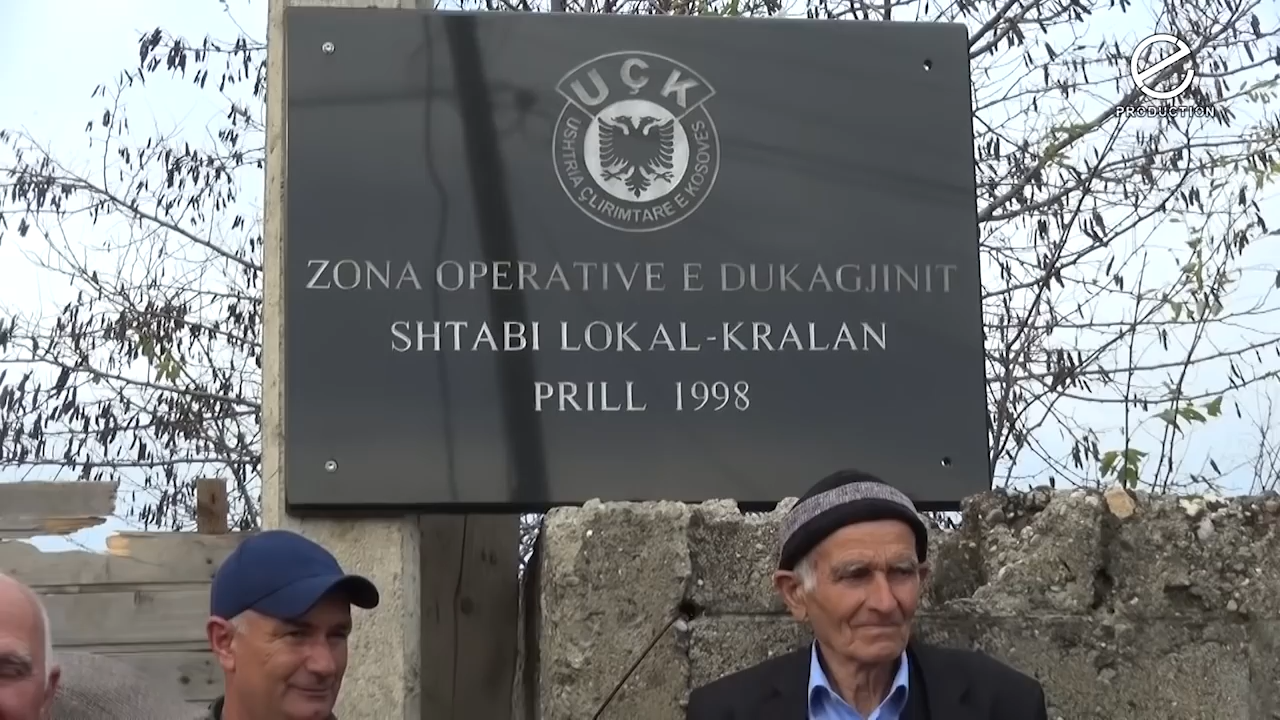 e
PRODUCTION
UÇK
USHTRIA ÇLIRIMTARE E KOSOVËS
ZONA OPERATIVE E DUKAGJINIT
SHTABI LOKAL-KRALAN
PRILL 1998